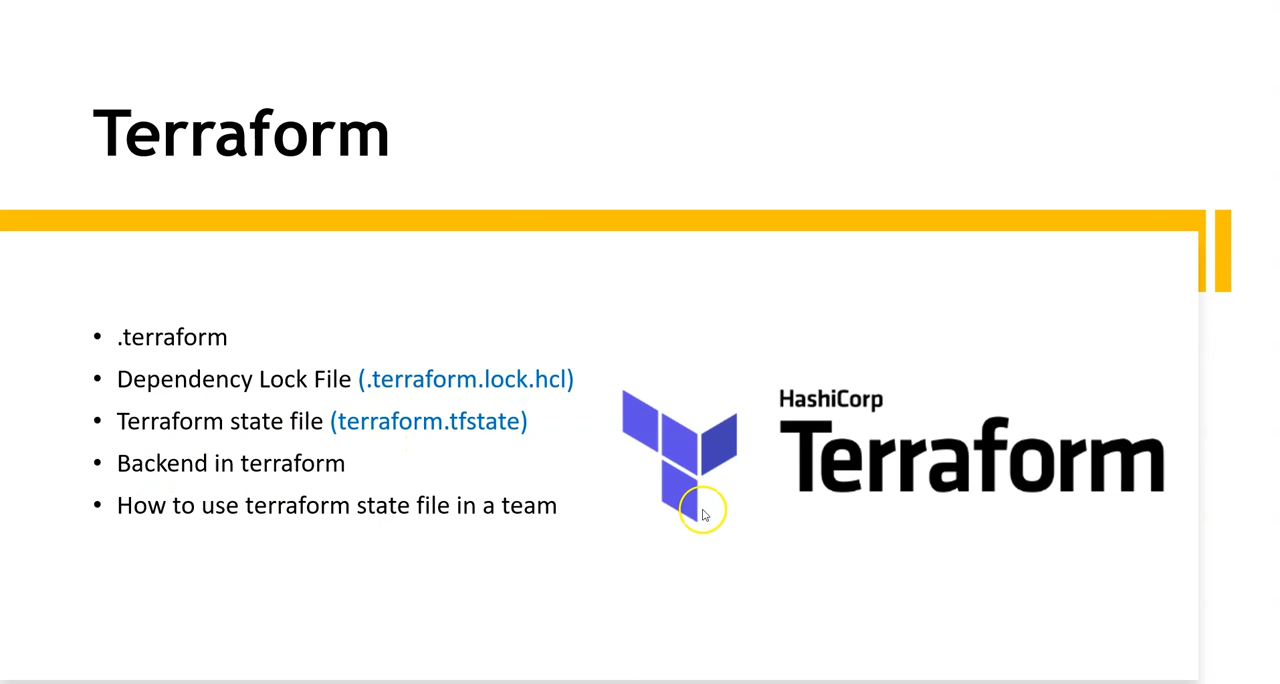 Terraform
• .terraform
• Dependency Lock File (.terraform.lock.hcl)
• Terraform state file (terraform.tfstate)
• Backend in terraform
• How to use terraform state file in a team
HashiCorp
Terraform